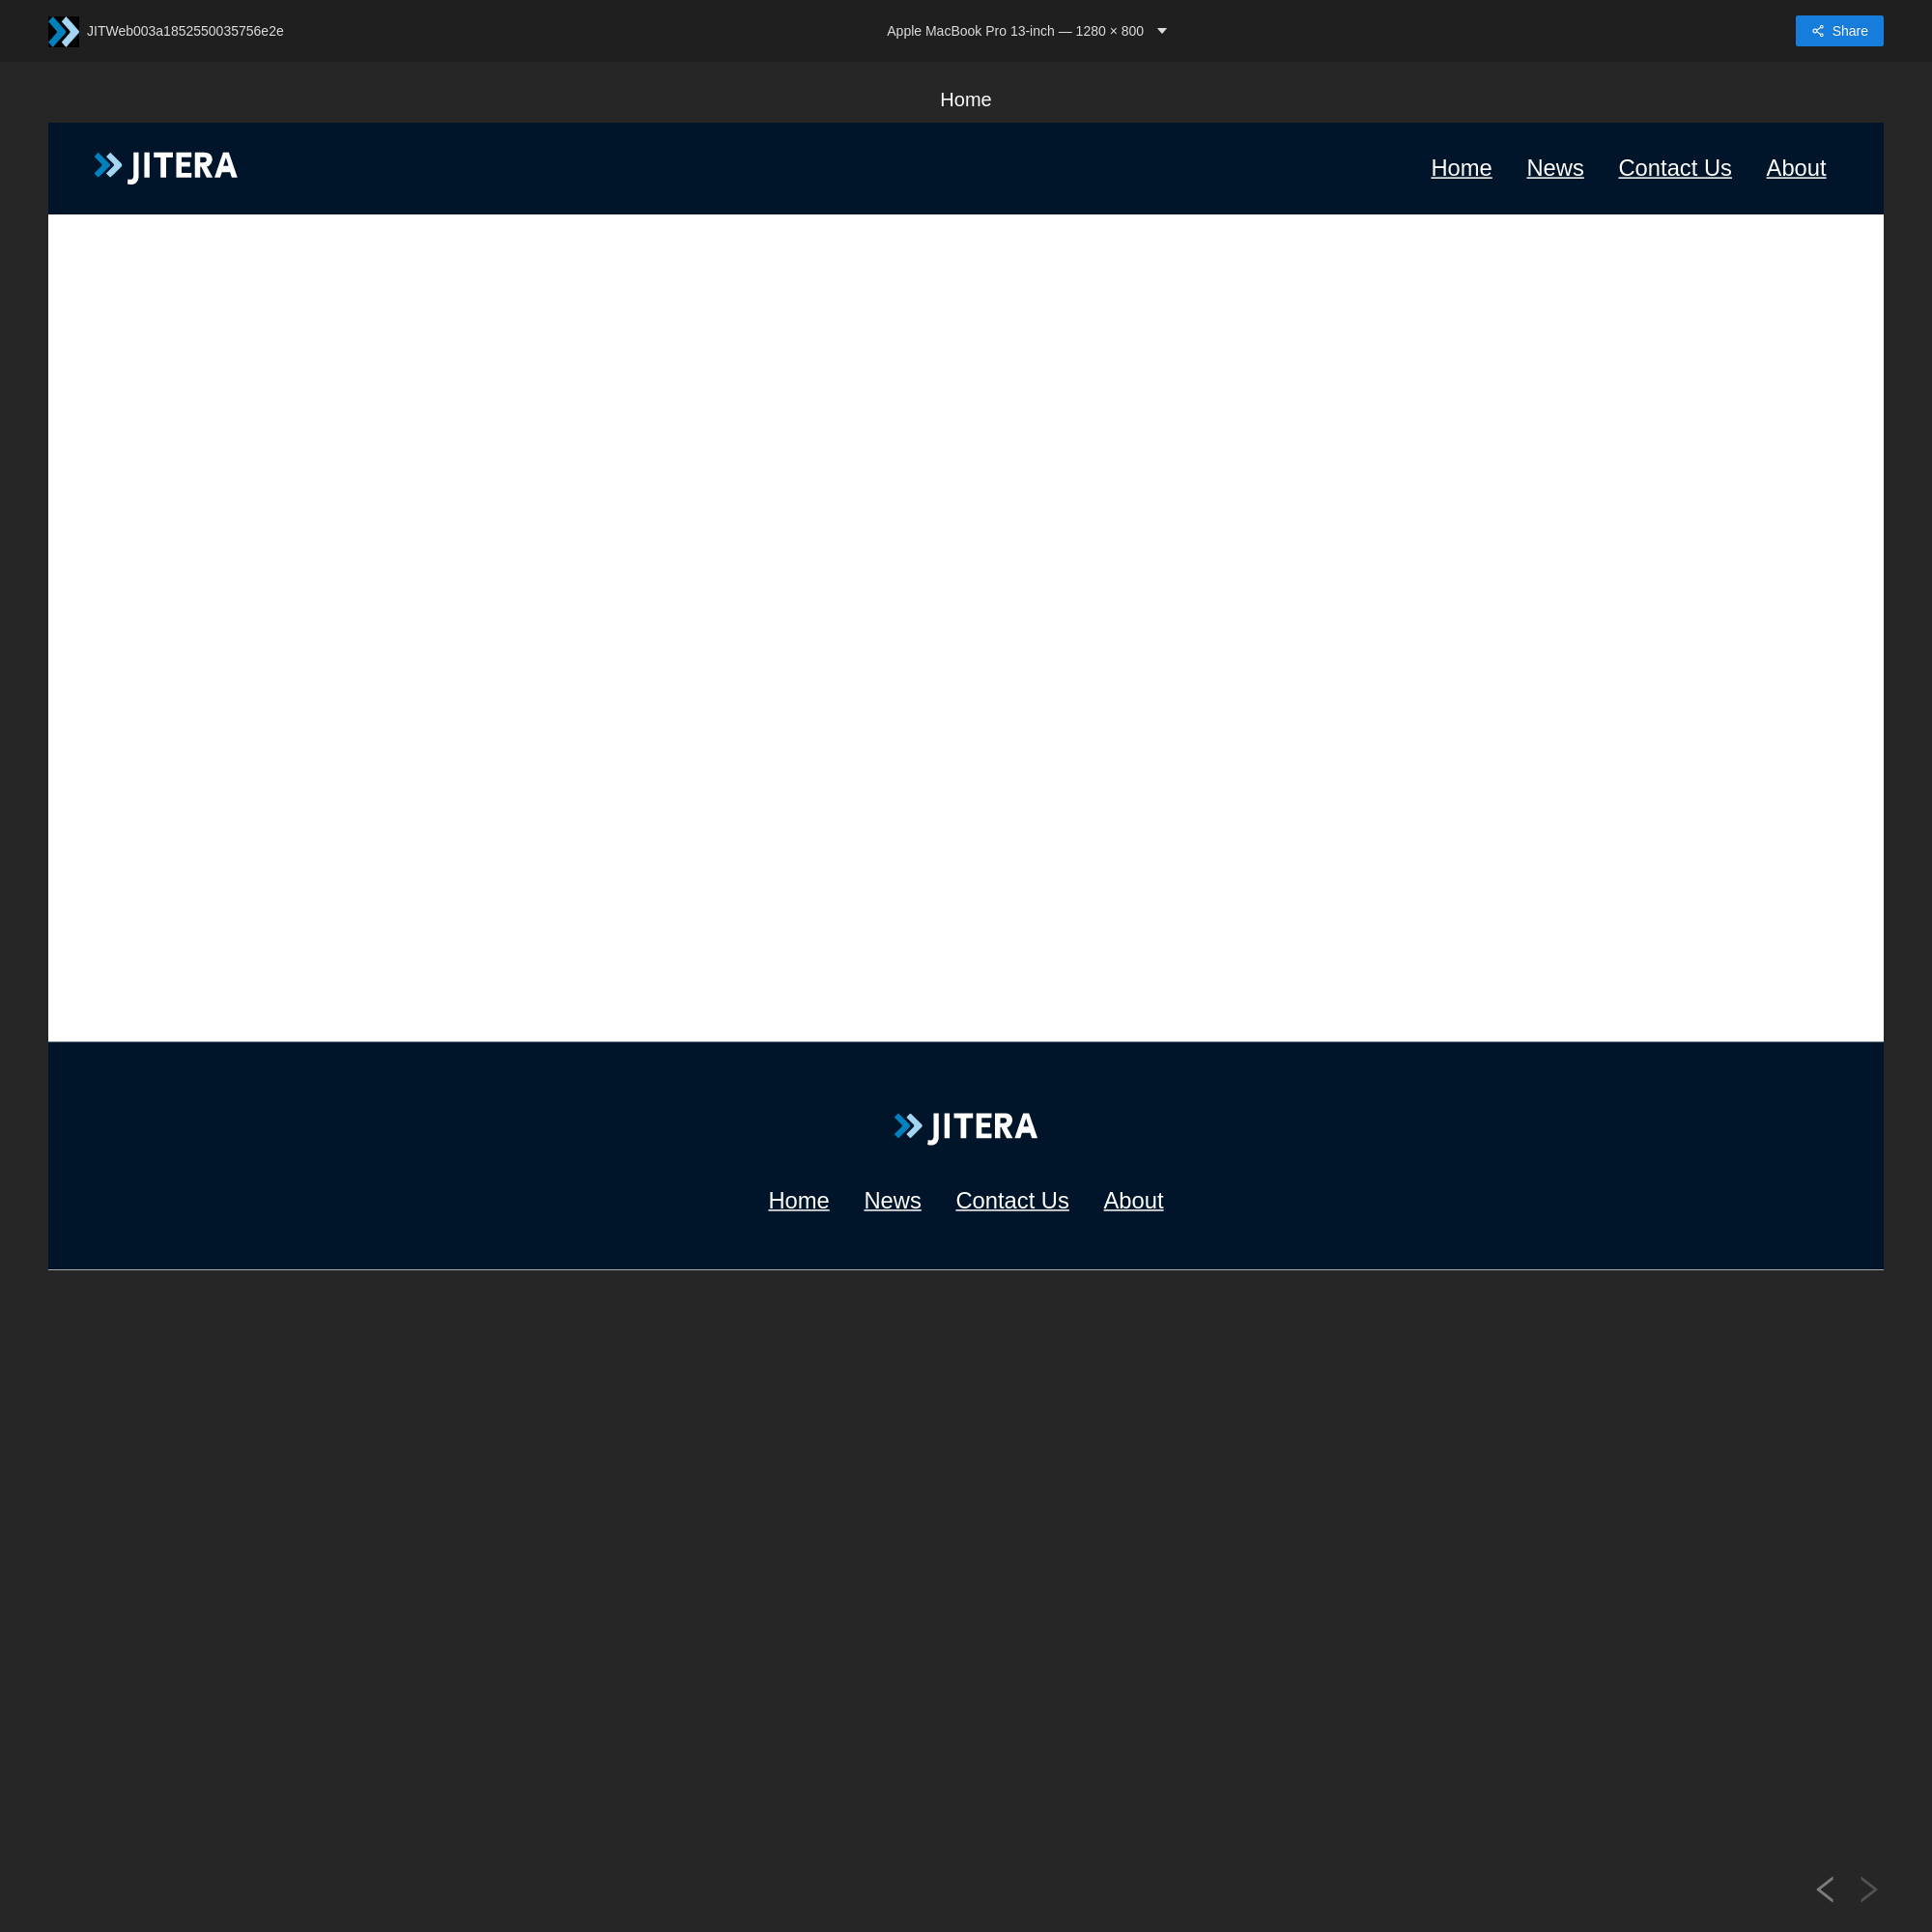 JITWeb003a1852550035756e2e
Apple MacBook Pro 13-inch — 1280 × 800
Share
Home
JITERA
Home News Contact Us About
JITERA
Home News Contact Us About